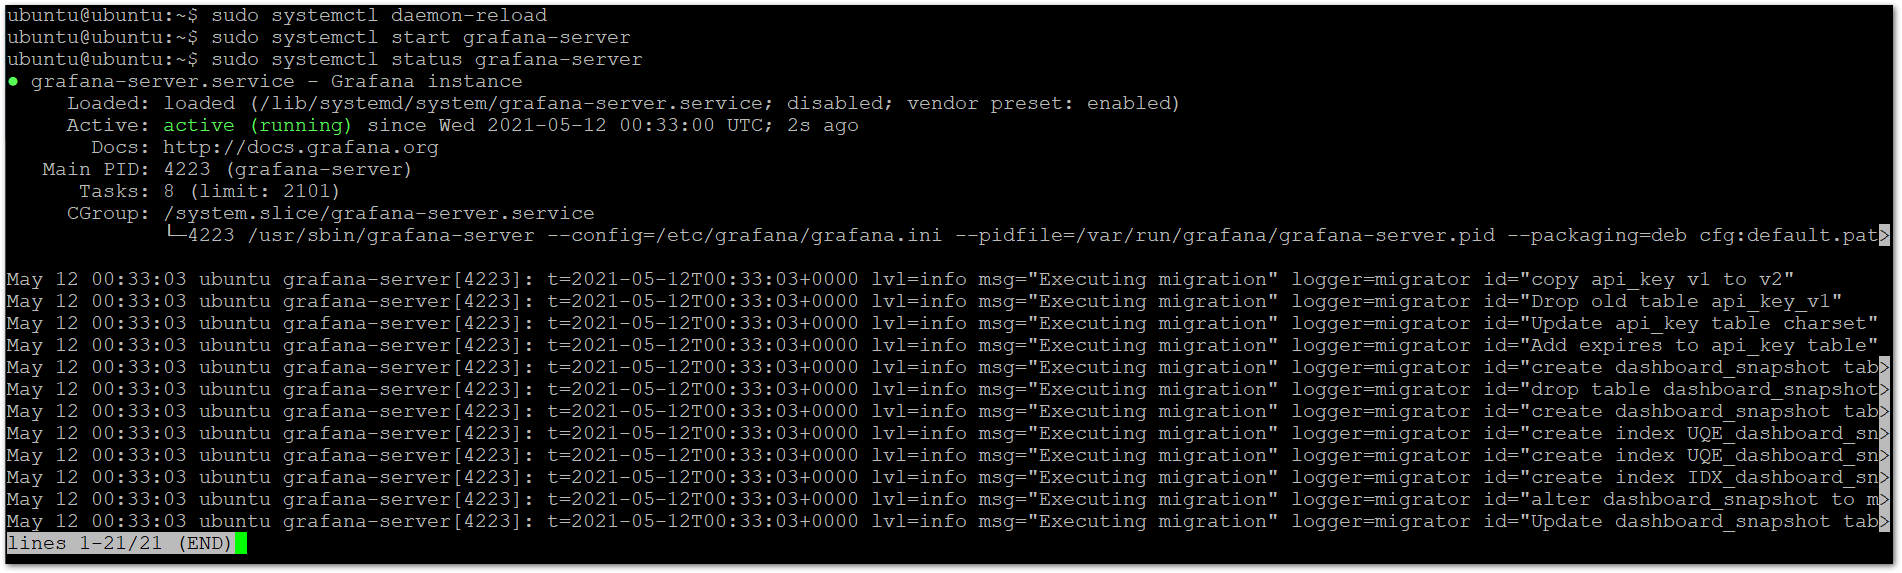 ubuntu@ubuntu:~$ sudo systemctl daemon-reload
ubuntu@ubuntu:~$ sudo systemctl start grafana-server
ubuntu@ubuntu:~$ sudo systemctl status grafana-server
● grafana-server.service - Grafana instance
     Loaded: loaded (/lib/systemd/system/grafana-server.service; disabled; vendor preset: enabled)
     Active: active (running) since Wed 2021-05-12 00:33:00 UTC; 2s ago
       Docs: http://docs.grafana.org
   Main PID: 4223 (grafana-server)
      Tasks: 8 (limit: 2101)
     CGroup: /system.slice/grafana-server.service
             └─4223 /usr/sbin/grafana-server --config=/etc/grafana/grafana.ini --pidfile=/var/run/grafana/grafana-server.pid --packaging=deb cfg:default.pat>
May 12 00:33:03 ubuntu grafana-server[4223]: t=2021-05-12T00:33:03+0000 lvl=info msg="Executing migration" logger=migrator id="copy api_key v1 to v2"
May 12 00:33:03 ubuntu grafana-server[4223]: t=2021-05-12T00:33:03+0000 lvl=info msg="Executing migration" logger=migrator id="Drop old table api_key_v1"
May 12 00:33:03 ubuntu grafana-server[4223]: t=2021-05-12T00:33:03+0000 lvl=info msg="Executing migration" logger=migrator id="Update api_key table charset"
May 12 00:33:03 ubuntu grafana-server[4223]: t=2021-05-12T00:33:03+0000 lvl=info msg="Executing migration" logger=migrator id="Add expires to api_key table"
May 12 00:33:03 ubuntu grafana-server[4223]: t=2021-05-12T00:33:03+0000 lvl=info msg="Executing migration" logger=migrator id="create dashboard_snapshot tab>
May 12 00:33:03 ubuntu grafana-server[4223]: t=2021-05-12T00:33:03+0000 lvl=info msg="Executing migration" logger=migrator id="drop table dashboard_snapshot>
May 12 00:33:03 ubuntu grafana-server[4223]: t=2021-05-12T00:33:03+0000 lvl=info msg="Executing migration" logger=migrator id="create dashboard_snapshot tab>
May 12 00:33:03 ubuntu grafana-server[4223]: t=2021-05-12T00:33:03+0000 lvl=info msg="Executing migration" logger=migrator id="create index UQE_dashboard_sn>
May 12 00:33:03 ubuntu grafana-server[4223]: t=2021-05-12T00:33:03+0000 lvl=info msg="Executing migration" logger=migrator id="create index UQE_dashboard_sn>
May 12 00:33:03 ubuntu grafana-server[4223]: t=2021-05-12T00:33:03+0000 lvl=info msg="Executing migration" logger=migrator id="create index IDX_dashboard_sn>
May 12 00:33:03 ubuntu grafana-server[4223]: t=2021-05-12T00:33:03+0000 lvl=info msg="Executing migration" logger=migrator id="alter dashboard_snapshot to m>
May 12 00:33:03 ubuntu grafana-server[4223]: t=2021-05-12T00:33:03+0000 lvl=info msg="Executing migration" logger=migrator id="Update dashboard_snapshot tab>
lines 1-21/21 (END)